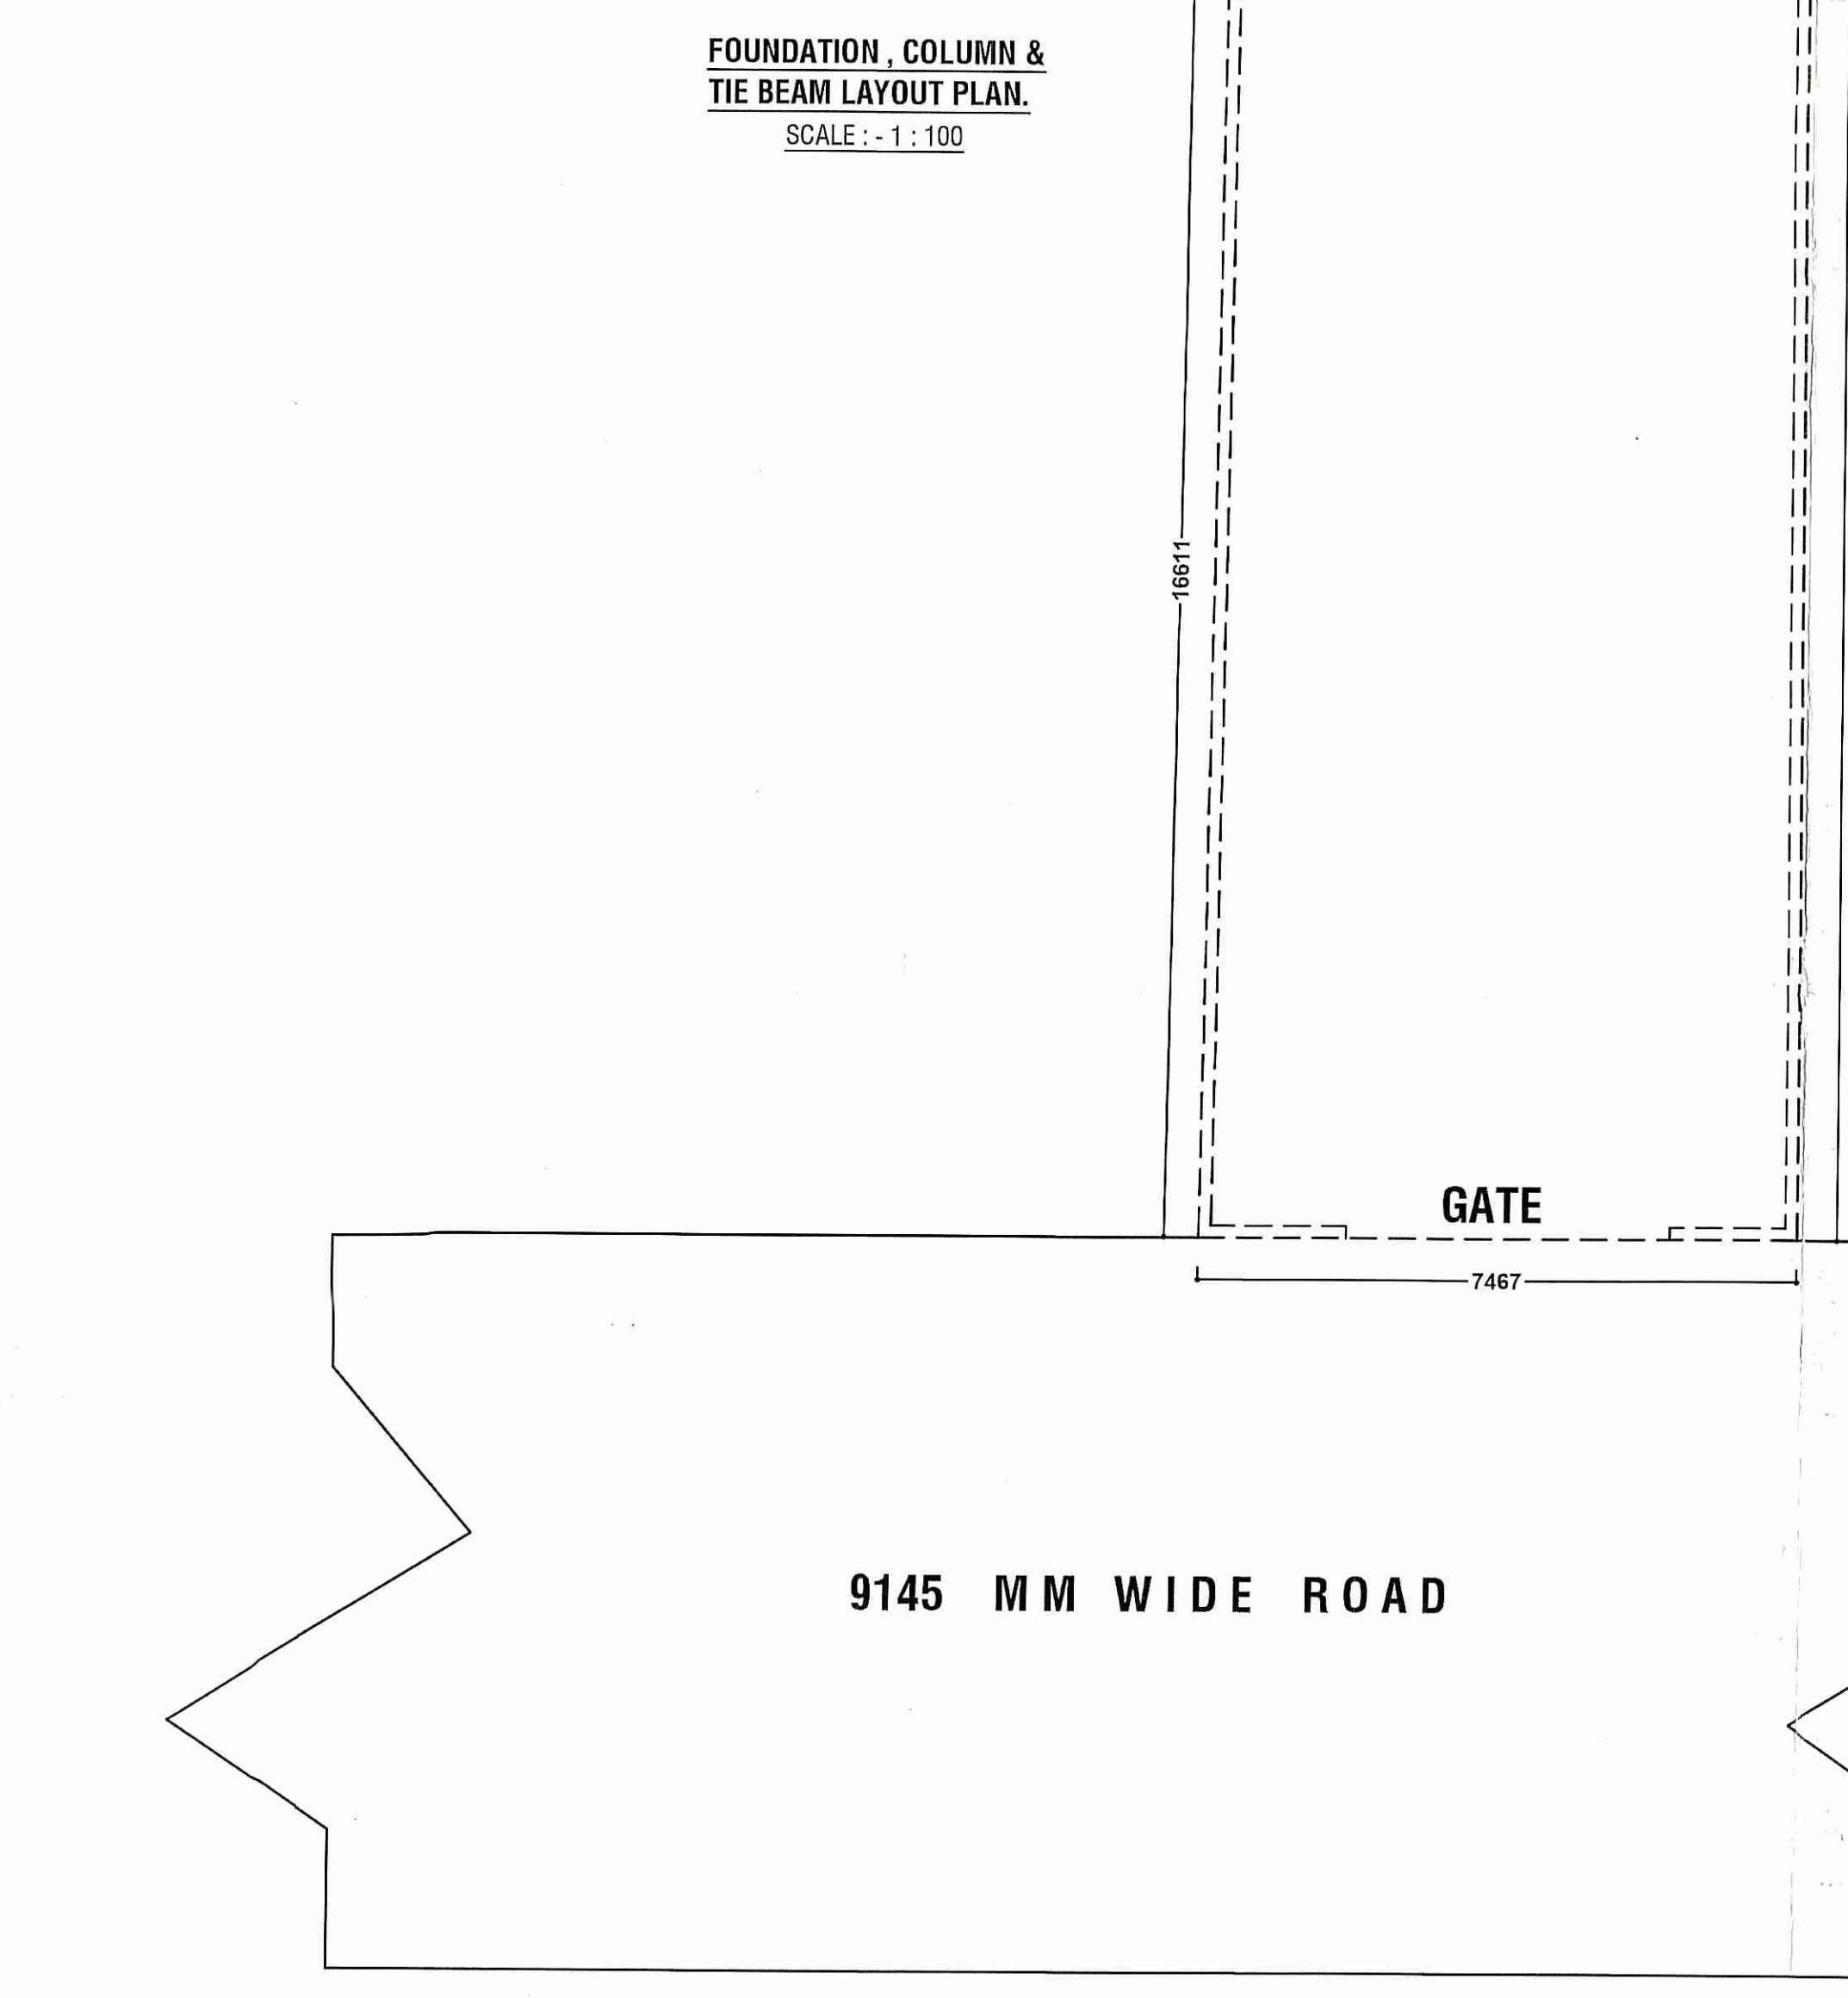 FOUNDATION , COLUMN &
TIE BEAM LAYOUT PLAN.
SCALE : - 1 : 100
16611
GATE
7467
9145 MM WIDE ROAD